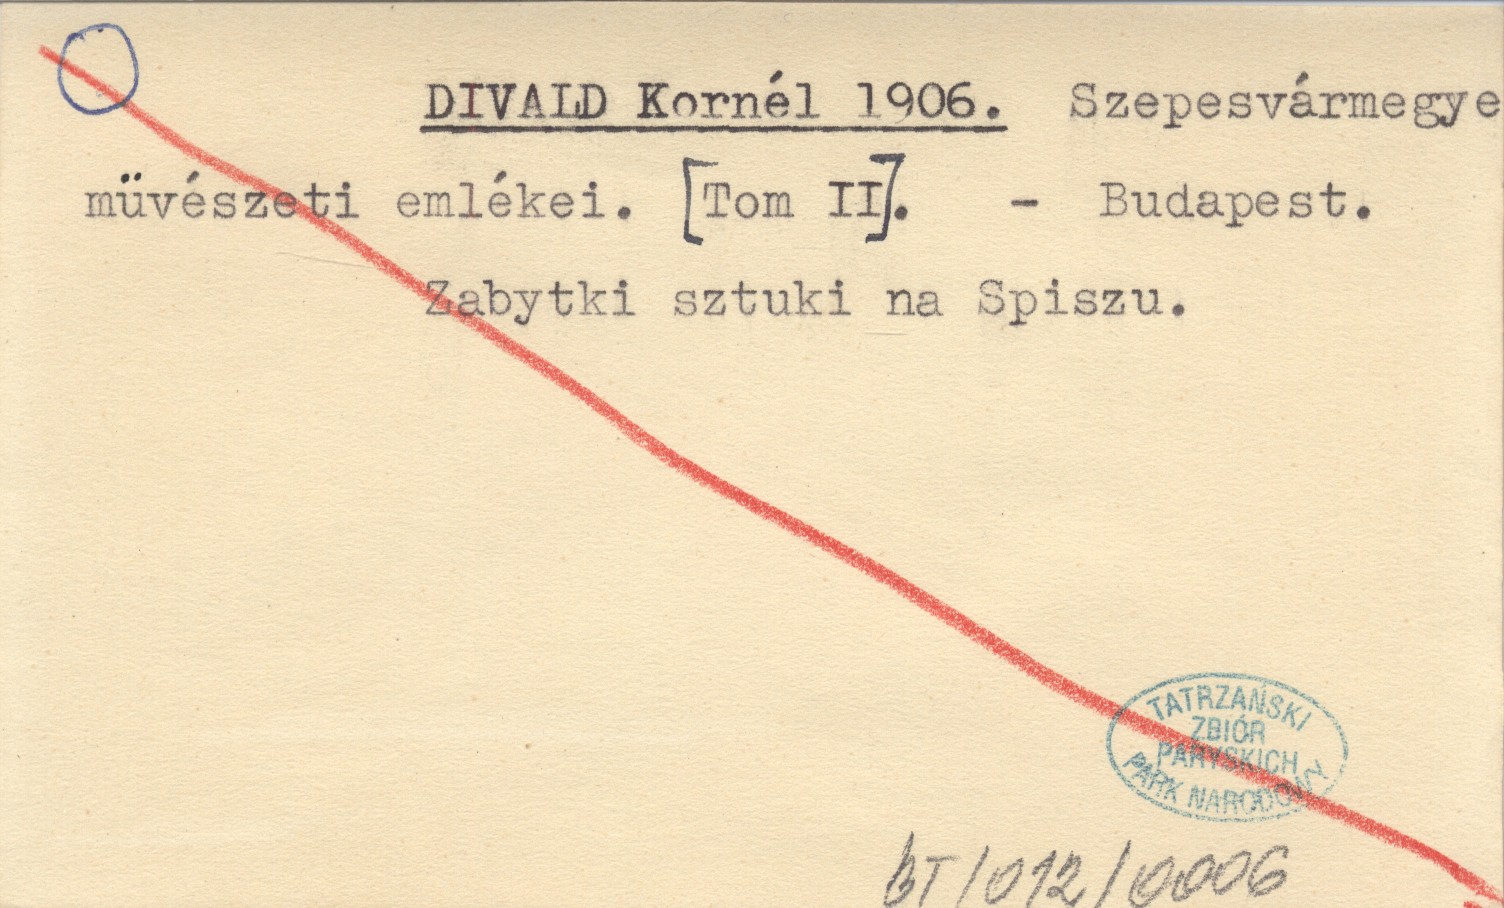 DIVALD Kornél 1906. Szepesvármegye
müvészeti emlékei. [Tom II]. - Budapest.
Zabytki sztuki na Spiszu.
TATRZAŃSKI
ZBIÓR
PARYSKICH
PARK NARODOWY
BT/012/0006